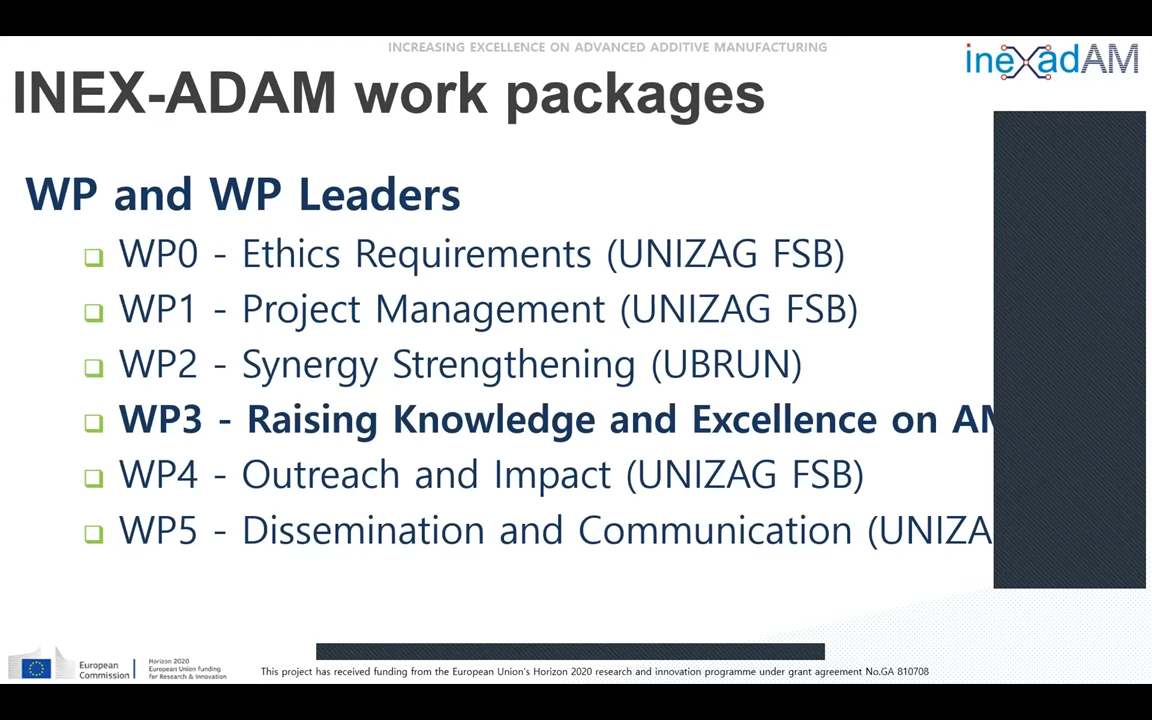 INCREASING EXCELLENCE ON ADVANCED ADDITIVE MANUFACTURING
inexadAM
INEX-ADAM work packages
WP and WP Leaders
WP0 - Ethics Requirements (UNIZAG FSB)
WP1 - Project Management (UNIZAG FSB)
WP2 - Synergy Strengthening (UBRUN)
WP3 - Raising Knowledge and Excellence on AM
WP4 - Outreach and Impact (UNIZAG FSB)
WP5 - Dissemination and Communication (UNIZA
European
Commission
Horizon 2020
European Union funding
for Research & Innovation
This project has received funding from the European Union's Horizon 2020 research and innovation programme under grant agreement No.GA 810708